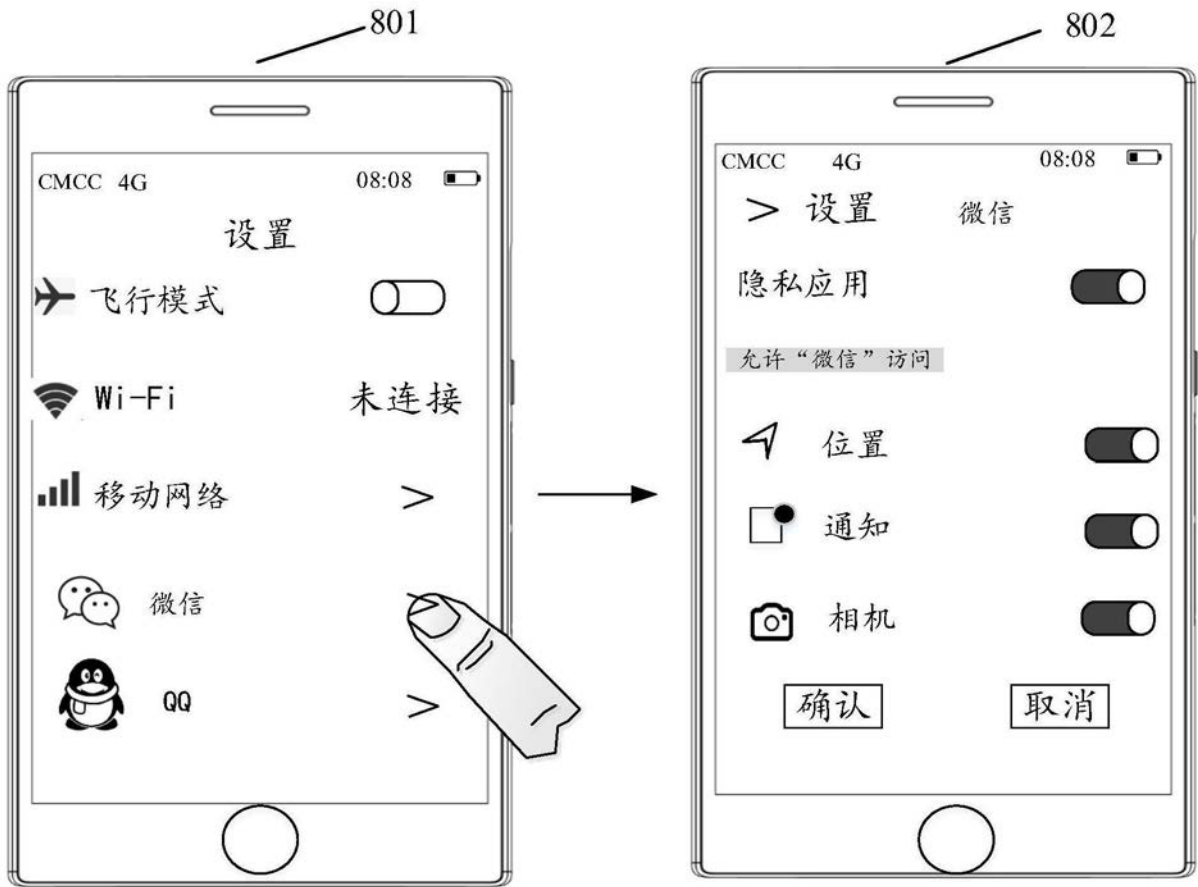 801
CMCC 4G 08:08
设置
飞行模式
Wi-Fi 未连接
移动网络 >
微信
QQ >
802
CMCC 4G 08:08
> 设置 微信
隐私应用
允许“微信”访问
位置
通知
相机
确认 取消